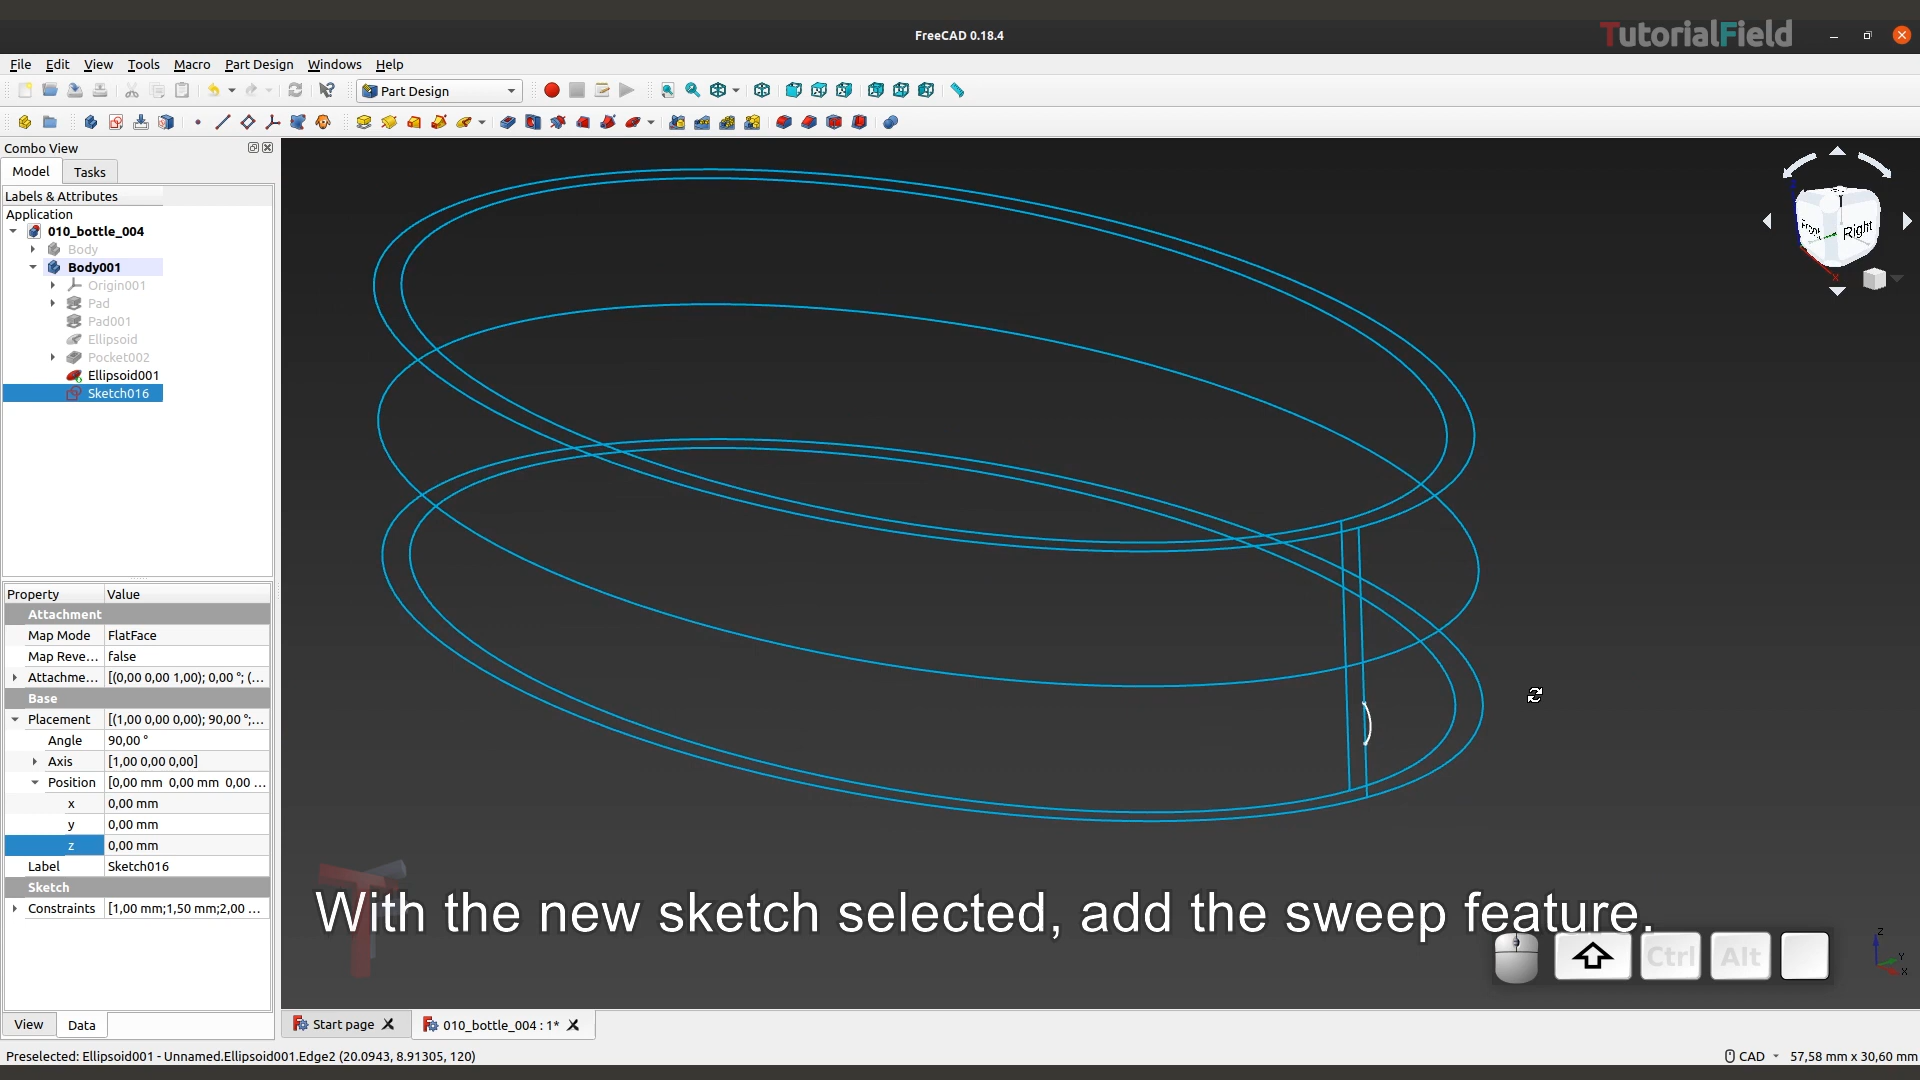 TutorialField
FreeCAD 0.18.4
File Edit View Tools Macro Part Design Windows Help
Part Design
Combo View
Model Tasks
Labels & Attributes
Application
010_bottle_004
Body
Body001
Origin001
Pad
Pad001
Ellipsoid
Pocket002
Ellipsoid001
Sketch016
Right
Property Value
Attachment
Map Mode FlatFace
Map Reve... false
Attachme... [(0,00 0,00 1,00); 0,00 °; (...
Base
Placement [(1,00 0,00 0,00); 90,00 °;...
Angle 90,00 °
Axis [1,00 0,00 0,00]
Position [0,00 mm 0,00 mm 0,00 ...
x 0,00 mm
y 0,00 mm
z 0,00 mm
Label Sketch016
Sketch
Constraints [1,00 mm;1,50 mm;2,00 ...
With the new sketch selected, add the sweep feature.
Ctrl Alt
Z
Y
X
View Data
Start page 010_bottle_004 : 1*
Preselected: Ellipsoid001 - Unnamed.Ellipsoid001.Edge2 (20.0943, 8.91305, 120)
CAD 57,58 mm x 30,60 mm